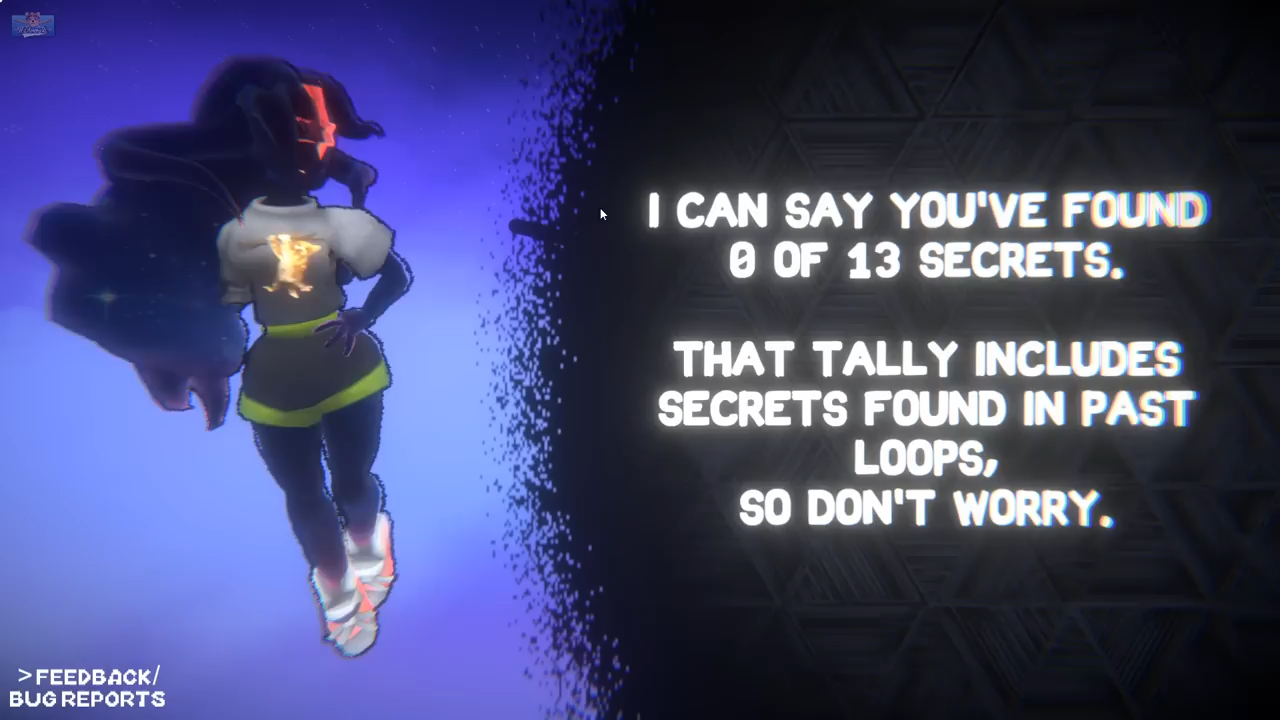 I CAN SAY YOU'VE FOUND
0 OF 13 SECRETS.
THAT TALLY INCLUDES
SECRETS FOUND IN PAST
LOOPS,
SO DON'T WORRY.
>FEEDBACK/
BUG REPORTS